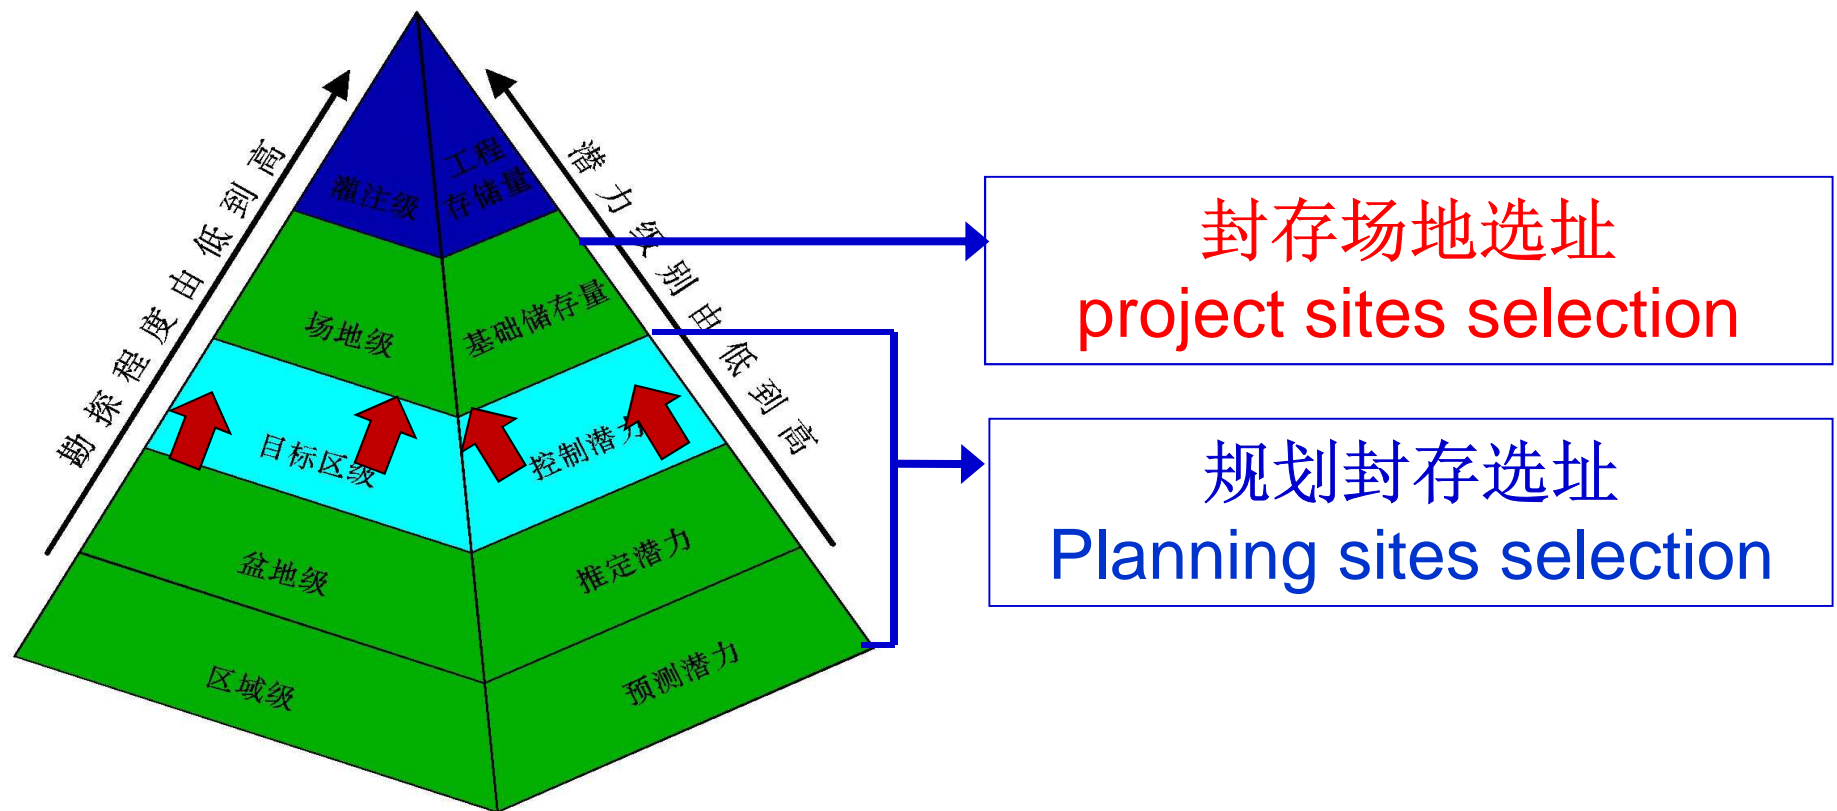 勘探程度由低到高
潜力级别由低到高
灌注级
工程
存储量
场地级
基础储存量
目标区级
控制潜力
盆地级
推定潜力
区域级
预测潜力
封存场地选址
project sites selection
规划封存选址
Planning sites selection